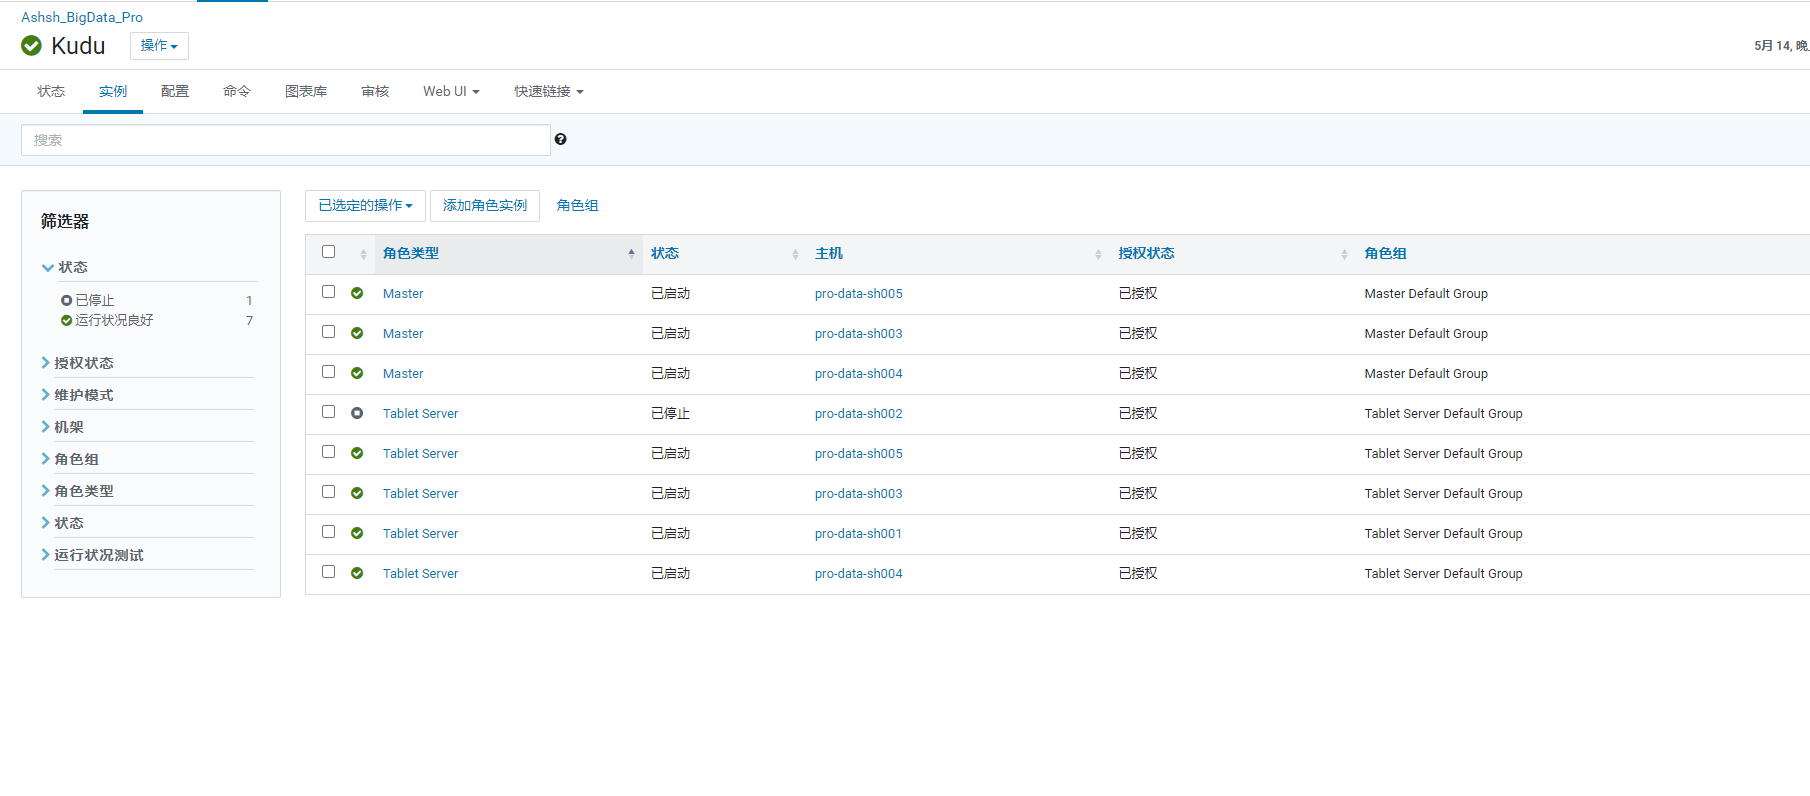 Ashsh_BigData_Pro
Kudu 操作
5月 14, 晚
状态 实例 配置 命令 图表库 审核 Web UI 快速链接
搜索
筛选器
状态
已停止 1
运行状况良好 7
授权状态
维护模式
机架
角色组
角色类型
状态
运行状况测试
已选定的操作 添加角色实例 角色组
角色类型 状态 主机 授权状态 角色组
Master 已启动 pro-data-sh005 已授权 Master Default Group
Master 已启动 pro-data-sh003 已授权 Master Default Group
Master 已启动 pro-data-sh004 已授权 Master Default Group
Tablet Server 已停止 pro-data-sh002 已授权 Tablet Server Default Group
Tablet Server 已启动 pro-data-sh005 已授权 Tablet Server Default Group
Tablet Server 已启动 pro-data-sh003 已授权 Tablet Server Default Group
Tablet Server 已启动 pro-data-sh001 已授权 Tablet Server Default Group
Tablet Server 已启动 pro-data-sh004 已授权 Tablet Server Default Group